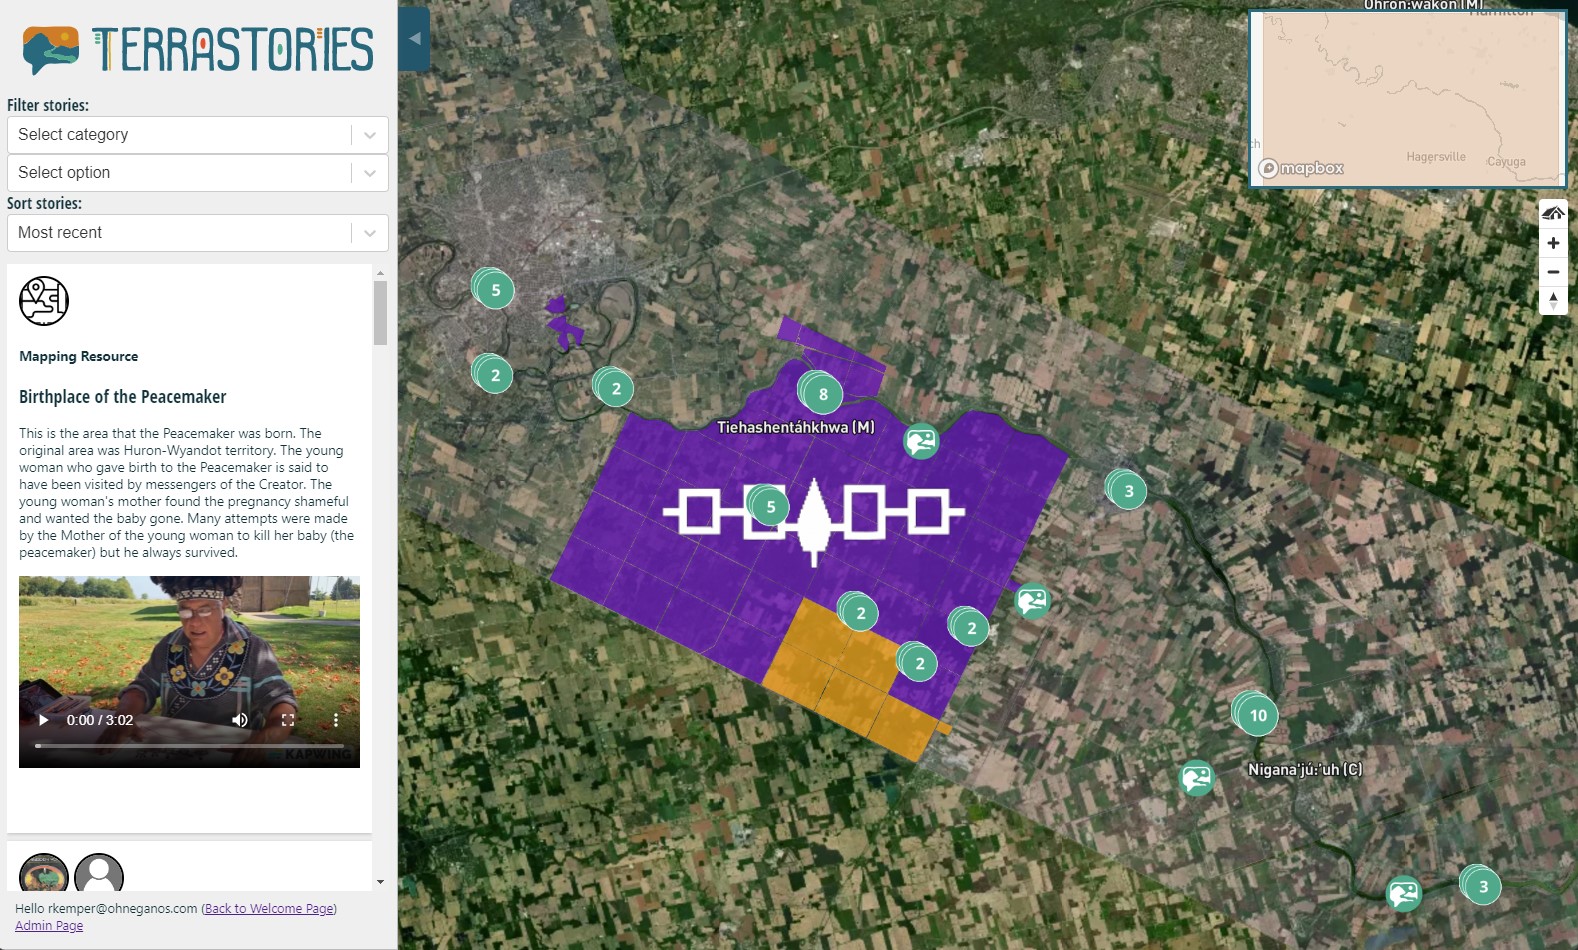 TERRASTORIES
Filter stories:
Select category
Select option
Sort stories:
Most recent
Mapping Resource
Birthplace of the Peacemaker
This is the area that the Peacemaker was born. The
original area was Huron-Wyandot territory. The young
woman who gave birth to the Peacemaker is said to
have been visited by messengers of the Creator. The
young woman's mother found the pregnancy shameful
and wanted the baby gone. Many attempts were made
by the Mother of the young woman to kill her baby (the
peacemaker) but he always survived.
0:00 / 3:02
KAPWING
Hello rkemper@ohneganos.com (Back to Welcome Page)
Admin Page
Ohròn:wakon (M)
Hamilton
ch
Hagersville
Cayuga
mapbox
5
2
2
8
Tiehashentáhkhwa (M)
5
3
2
2
2
10
Nigana'jú:'uh (C)
3